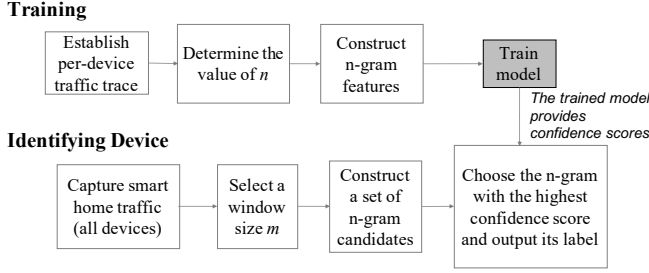 Training
Establish
per-device
traffic trace
Determine the
value of n
Construct
n-gram
features
Train
model
The trained model
provides
confidence scores
Identifying Device
Capture smart
home traffic
(all devices)
Select a
window
size m
Construct
a set of
n-gram
candidates
Choose the n-gram
with the highest
confidence score
and output its label